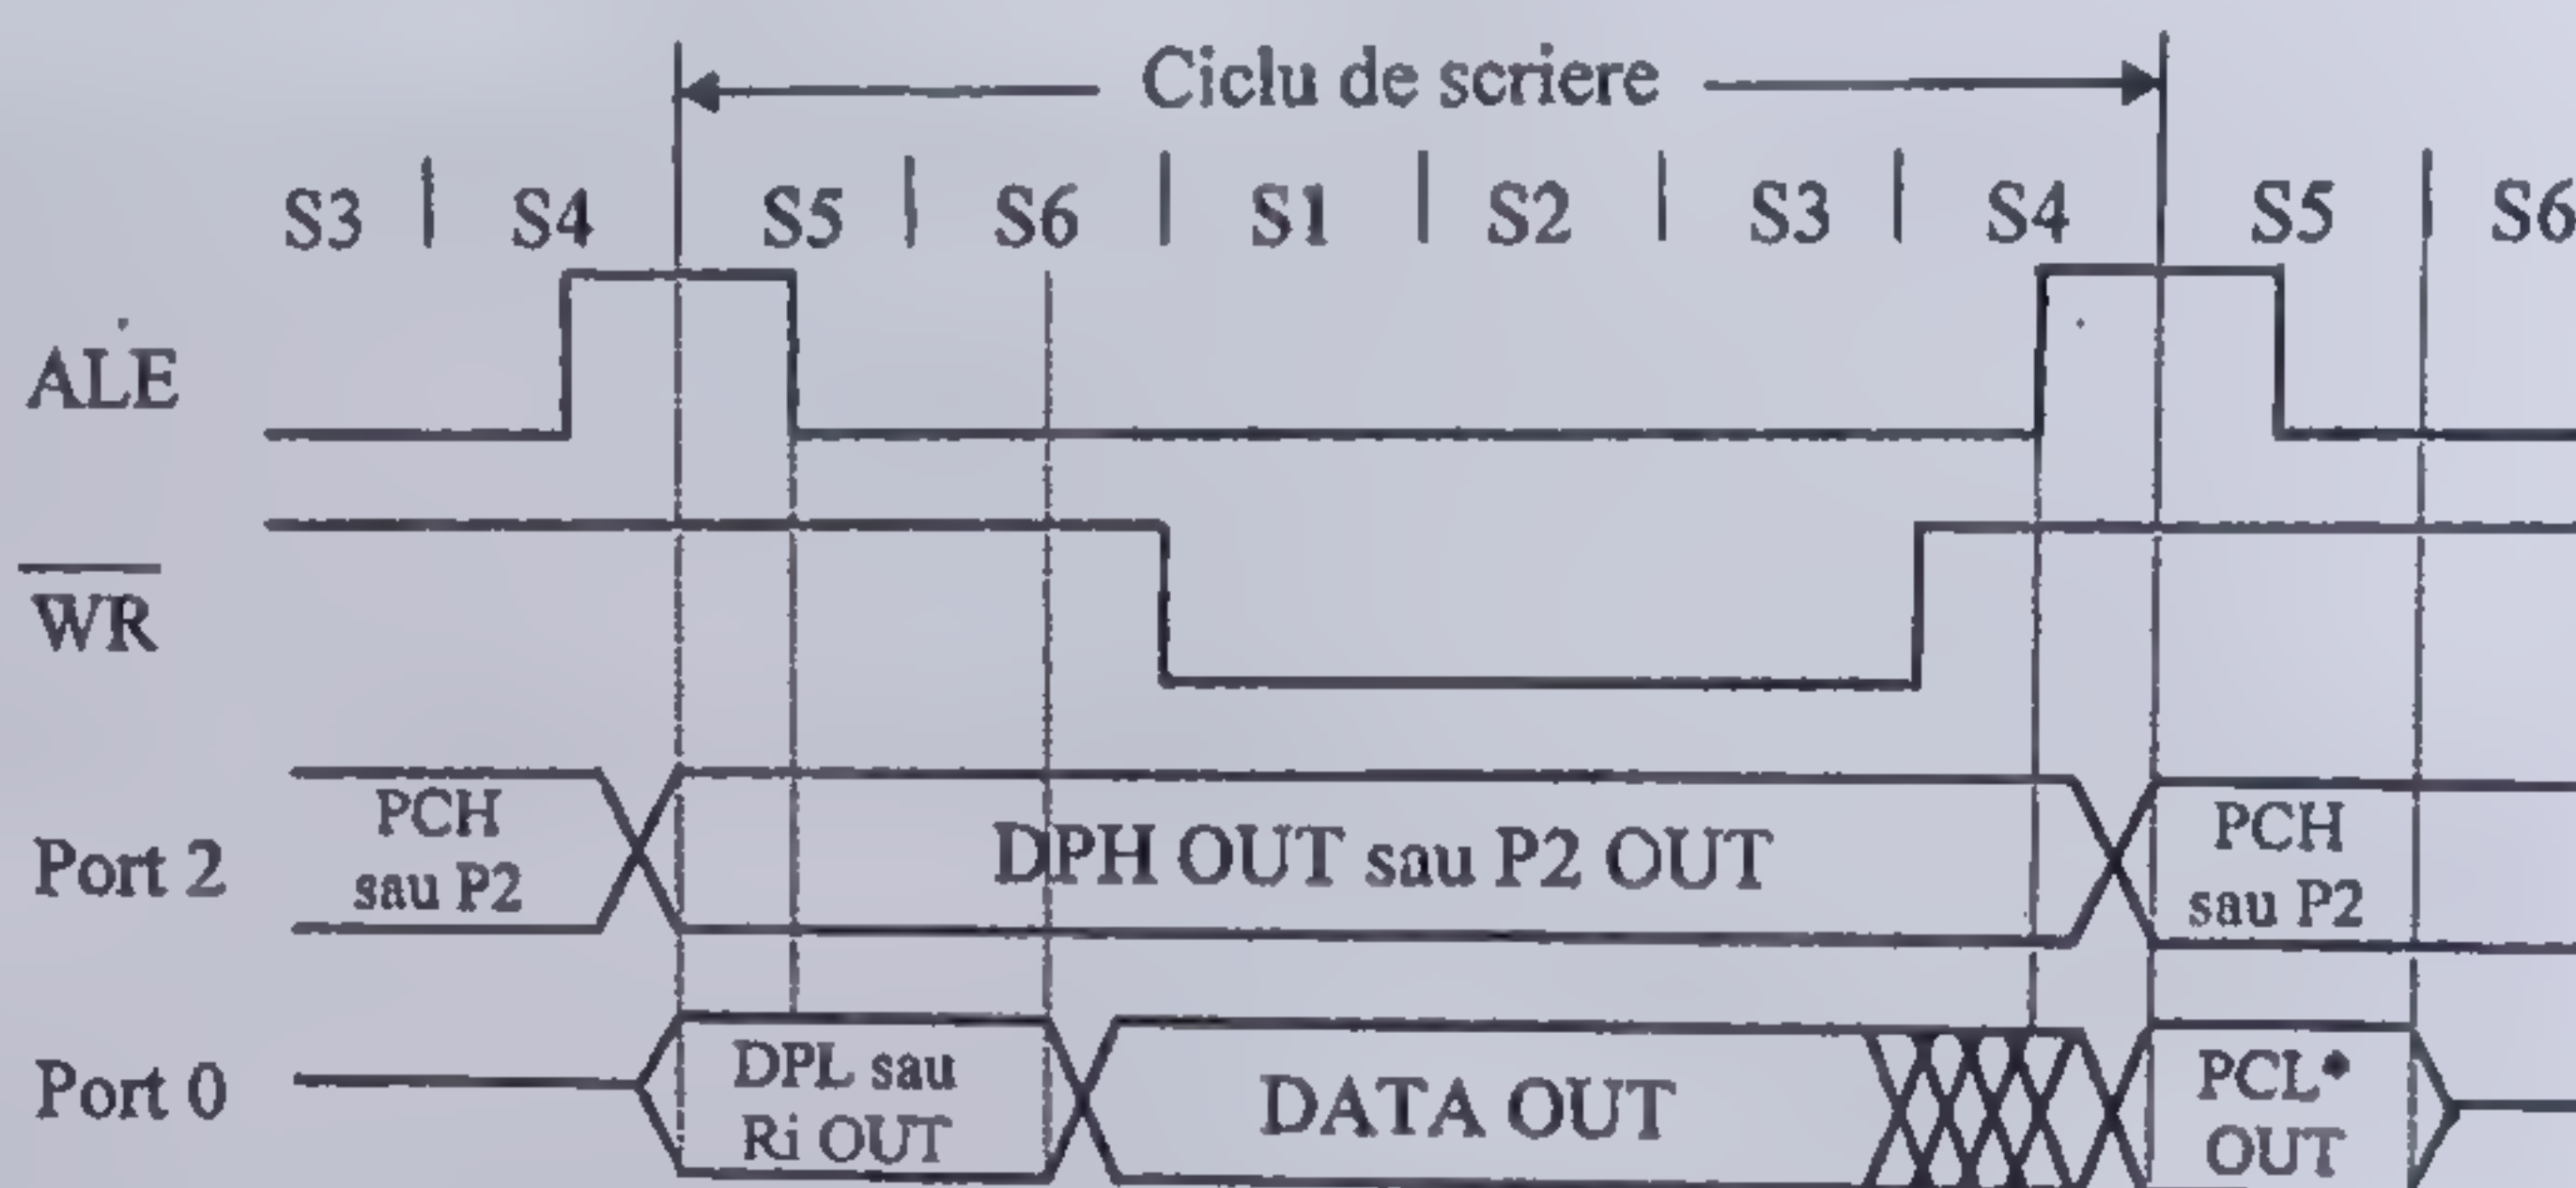 Ciclu de scriere
S3 S4 S5 S6 S1 S2 S3 S4 S5 S6
ALE
WR
Port 2
PCH
sau P2
DPH OUT sau P2 OUT
PCH
sau P2
Port 0
DPL sau
Ri OUT
DATA OUT
PCL*
OUT